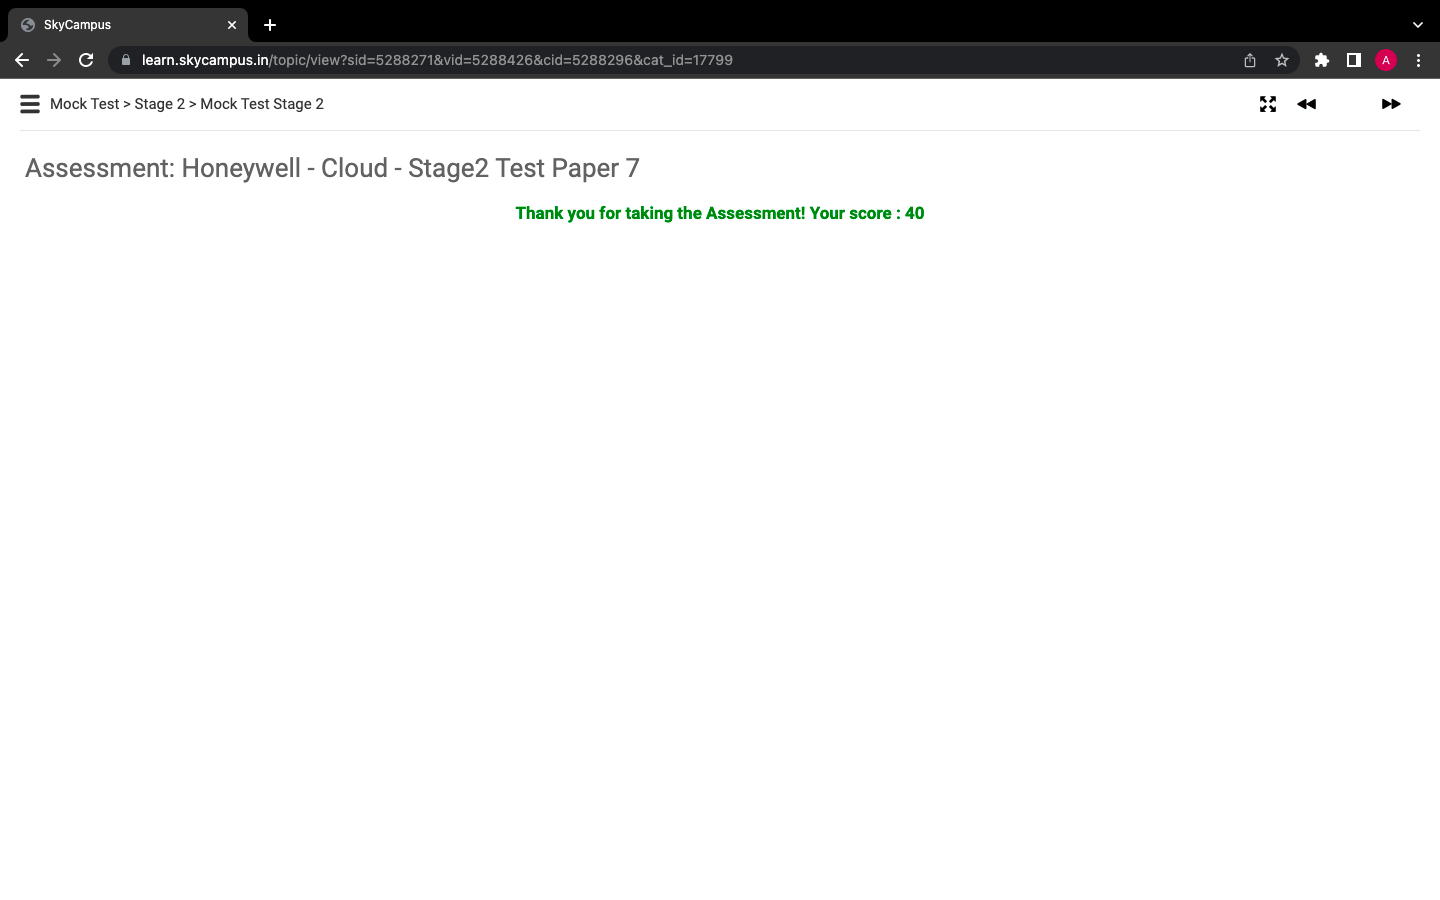 SkyCampus
learn.skycampus.in/topic/view?sid=5288271&vid=5288426&cid=5288296&cat_id=17799
A
Mock Test > Stage 2 > Mock Test Stage 2
Assessment: Honeywell - Cloud - Stage2 Test Paper 7
Thank you for taking the Assessment! Your score : 40